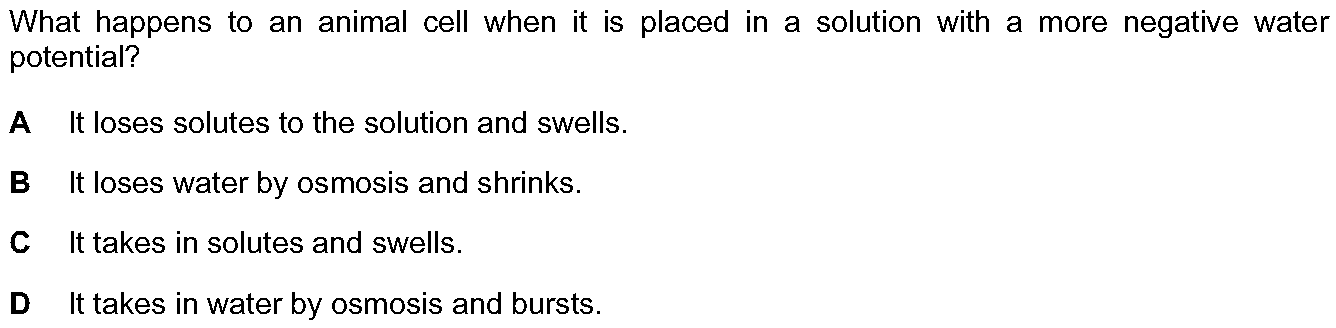 What happens to an animal cell when it is placed in a solution with a more negative water
potential?
A It loses solutes to the solution and swells.
B It loses water by osmosis and shrinks.
C It takes in solutes and swells.
D It takes in water by osmosis and bursts.